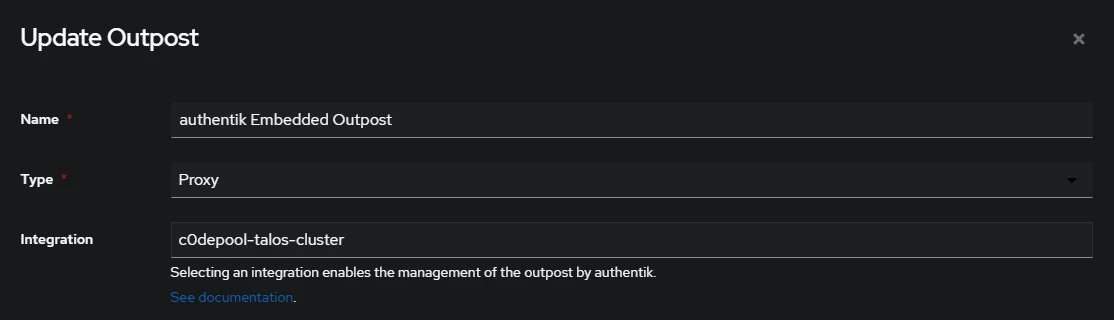 Update Outpost
Name *
authentik Embedded Outpost
Type *
Proxy
Integration
c0depool-talos-cluster
Selecting an integration enables the management of the outpost by authentik.
See documentation.